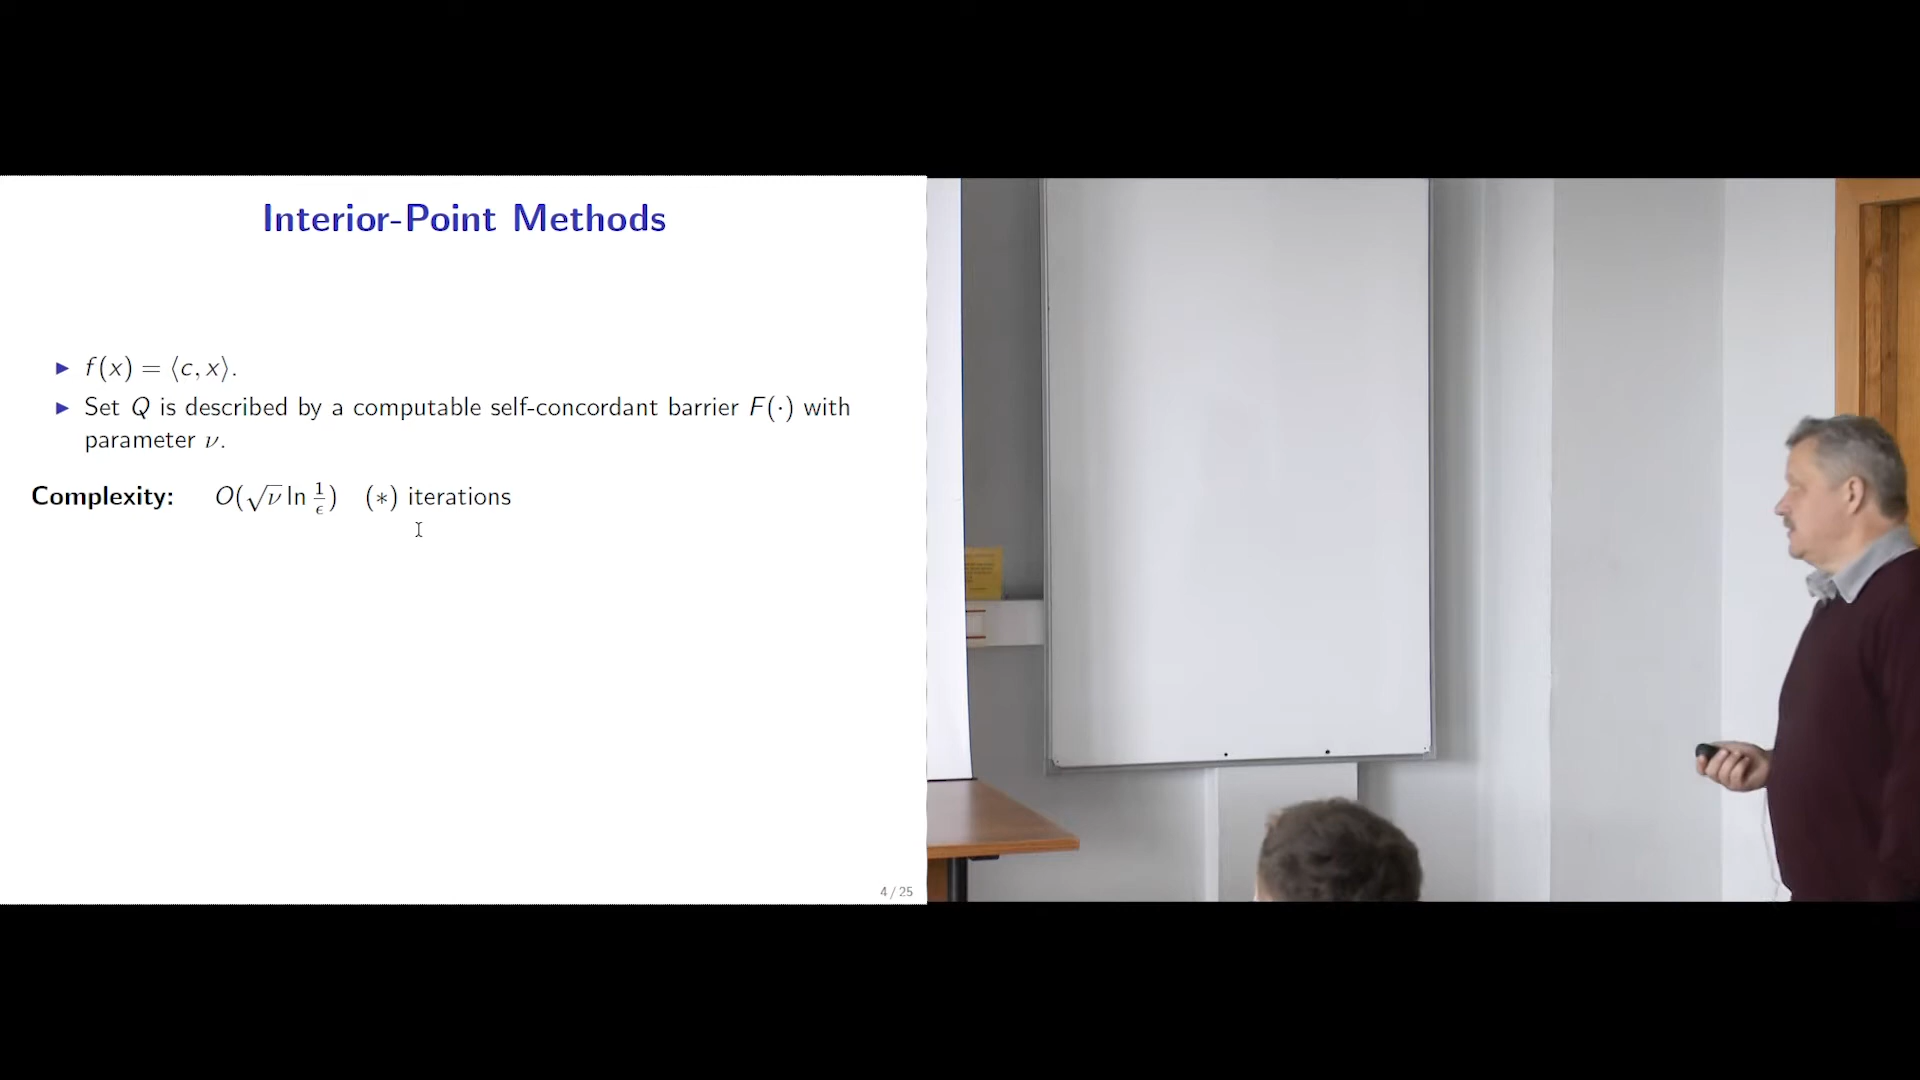 Interior-Point Methods
▶ f(x) = ⟨c, x⟩.
▶ Set Q is described by a computable self-concordant barrier F(·) with
parameter ν.
Complexity: O(√ν ln 1/ϵ) (∗) iterations
4 / 25